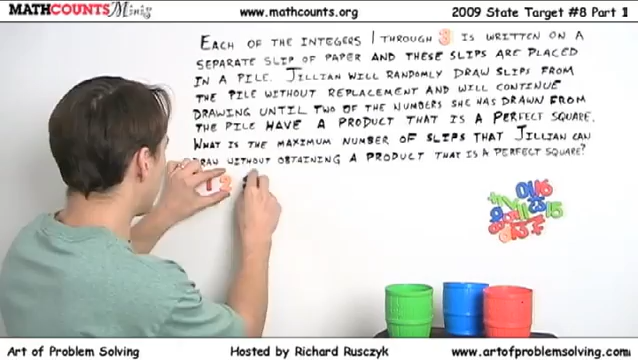 MATHCOUNTS Minis
www.mathcounts.org
2009 State Target #8 Part 1
EACH OF THE INTEGERS 1 THROUGH 3 IS WRITTEN ON A
SEPARATE SLIP OF PAPER AND THESE SLIPS ARE PLACED
IN A PILE. JILLIAN WILL RANDOMLY DRAW SLIPS FROM
THE PILE WITHOUT REPLACEMENT AND WILL CONTINUE
DRAWING UNTIL TWO OF THE NUMBERS SHE HAS DRAWN FROM
THE PILE HAVE A PRODUCT THAT IS A PERFECT SQUARE.
WHAT IS THE MAXIMUM NUMBER OF SLIPS THAT JILLIAN CAN
DRAW WITHOUT OBTAINING A PRODUCT THAT IS A PERFECT SQUARE?
1 2
16
15
Art of Problem Solving
Hosted by Richard Rusczyk
www.artofproblemsolving.com